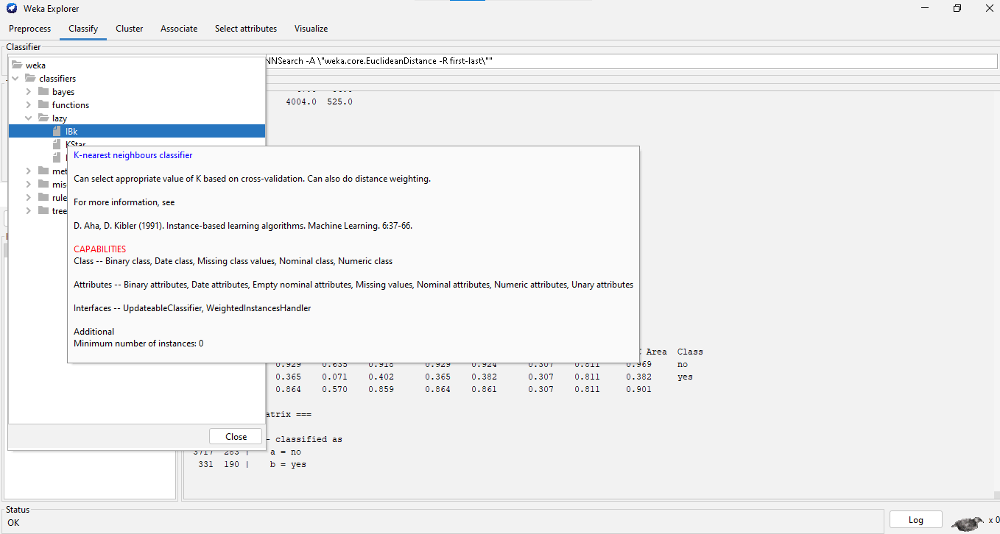 Weka Explorer
Preprocess Classify Cluster Associate Select attributes Visualize
Classifier
NNSearch -A \"weka.core.EuclideanDistance -R first-last\""
weka
classifiers
bayes
functions
lazy
IBk
KStar
met
mis
rule
tree
4004.0 525.0
K-nearest neighbours classifier
Can select appropriate value of K based on cross-validation. Can also do distance weighting.
For more information, see
D. Aha, D. Kibler (1991). Instance-based learning algorithms. Machine Learning. 6:37-66.
CAPABILITIES
Class -- Binary class, Date class, Missing class values, Nominal class, Numeric class
Attributes -- Binary attributes, Date attributes, Empty nominal attributes, Missing values, Nominal attributes, Numeric attributes, Unary attributes
Interfaces -- UpdateableClassifier, WeightedInstancesHandler
Additional
Minimum number of instances: 0
Area Class
0.929 0.635 0.918 0.929 0.924 0.307 0.811 0.969 no
0.365 0.071 0.402 0.365 0.382 0.307 0.811 0.382 yes
0.864 0.570 0.859 0.864 0.861 0.307 0.811 0.901
atrix ===
Close
- classified as
3717 283 | a = no
331 190 | b = yes
Status
OK
Log
x 0